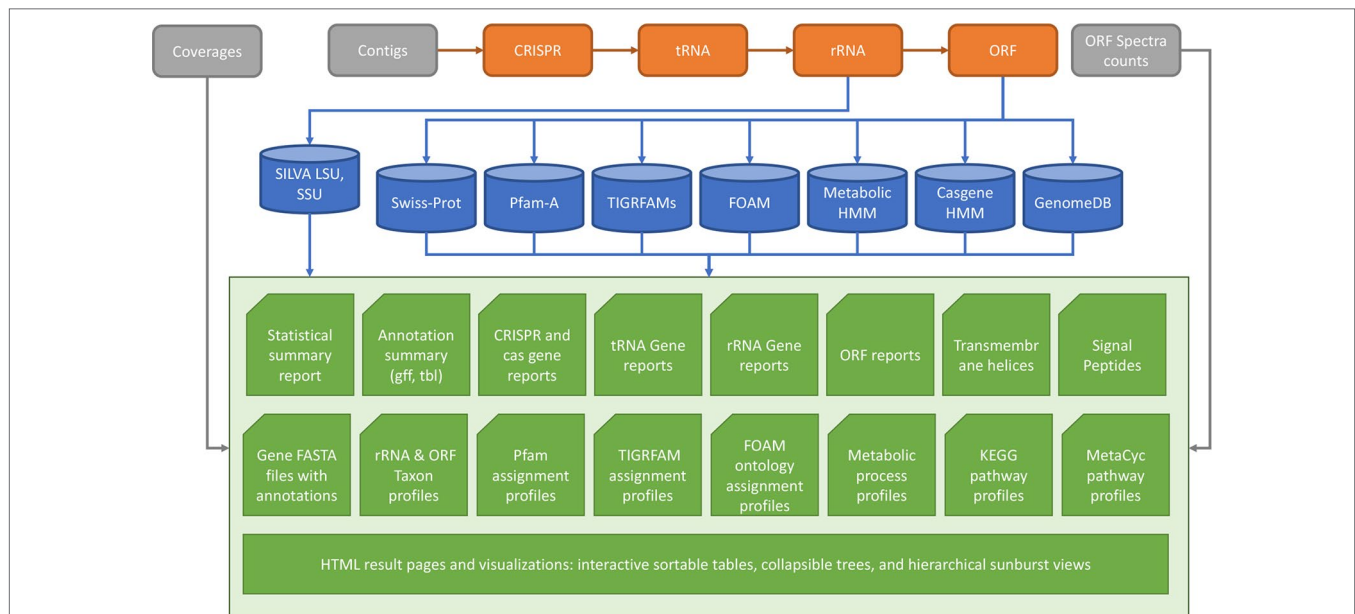 Coverages
Contigs
CRISPR
tRNA
rRNA
ORF
ORF Spectra
counts
SILVA LSU,
SSU
Swiss-Prot
Pfam-A
TIGRFAMs
FOAM
Metabolic
HMM
Casgene
HMM
GenomeDB
Statistical
summary
report
Annotation
summary
(gff, tbl)
CRISPR and
cas gene
reports
tRNA Gene
reports
rRNA Gene
reports
ORF reports
Transmembr
ane helices
Signal
Peptides
Gene FASTA
files with
annotations
rRNA & ORF
Taxon
profiles
Pfam
assignment
profiles
TIGRFAM
assignment
profiles
FOAM
ontology
assignment
profiles
Metabolic
process
profiles
KEGG
pathway
profiles
MetaCyc
pathway
profiles
HTML result pages and visualizations: interactive sortable tables, collapsible trees, and hierarchical sunburst views